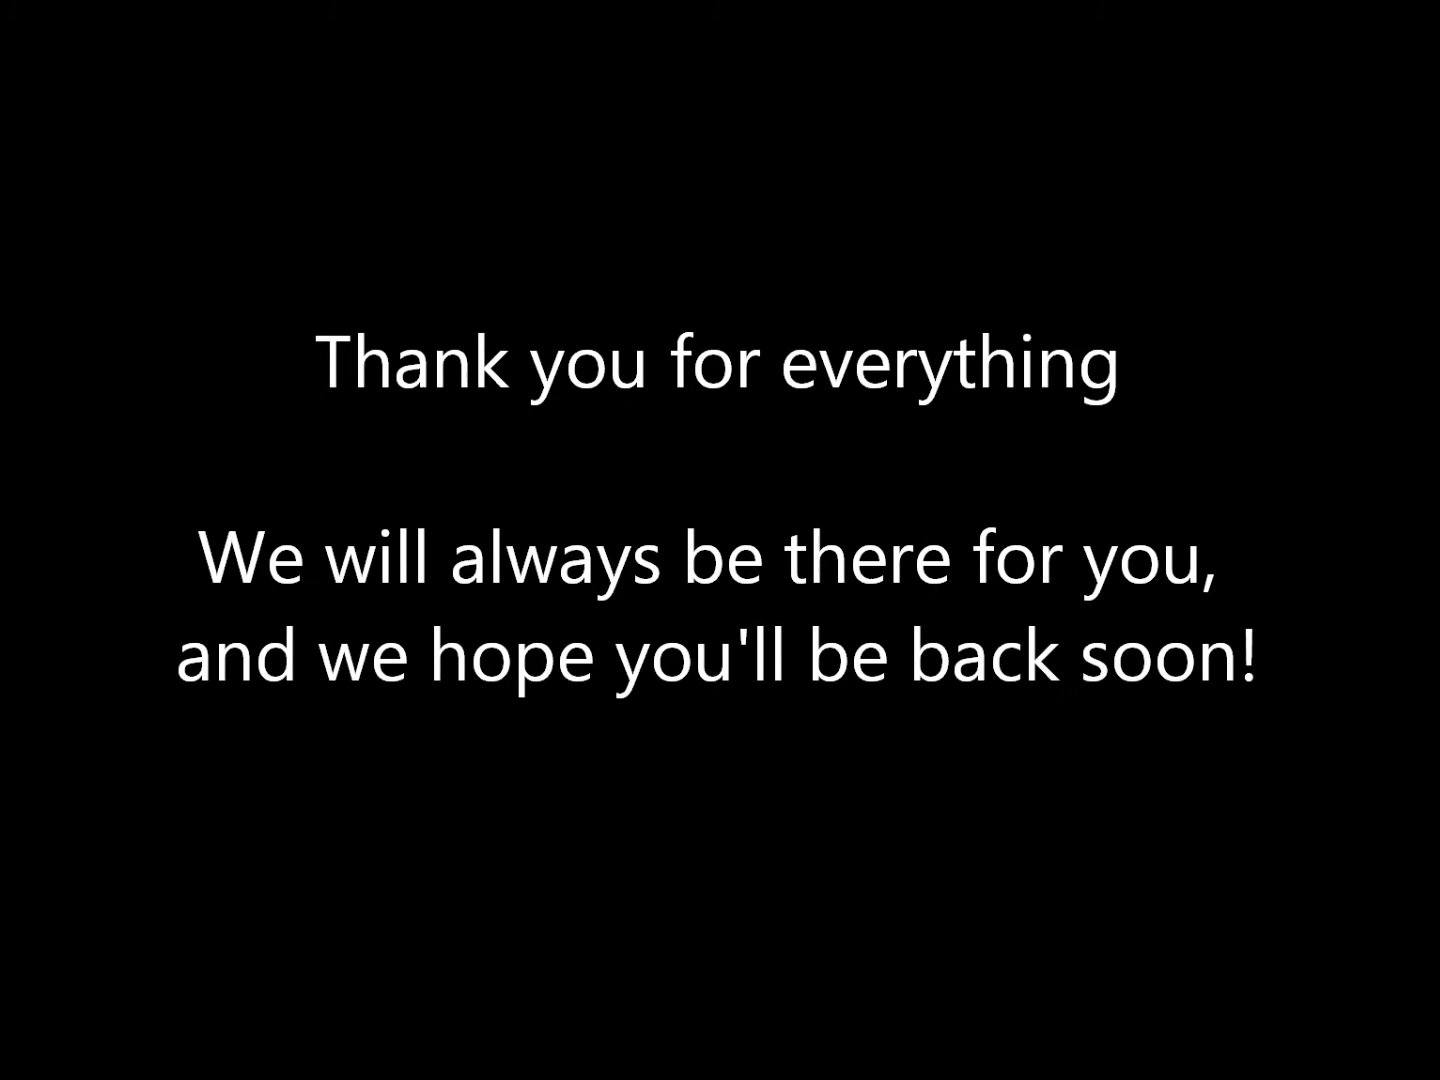 Thank you for everything
We will always be there for you,
and we hope you'll be back soon!